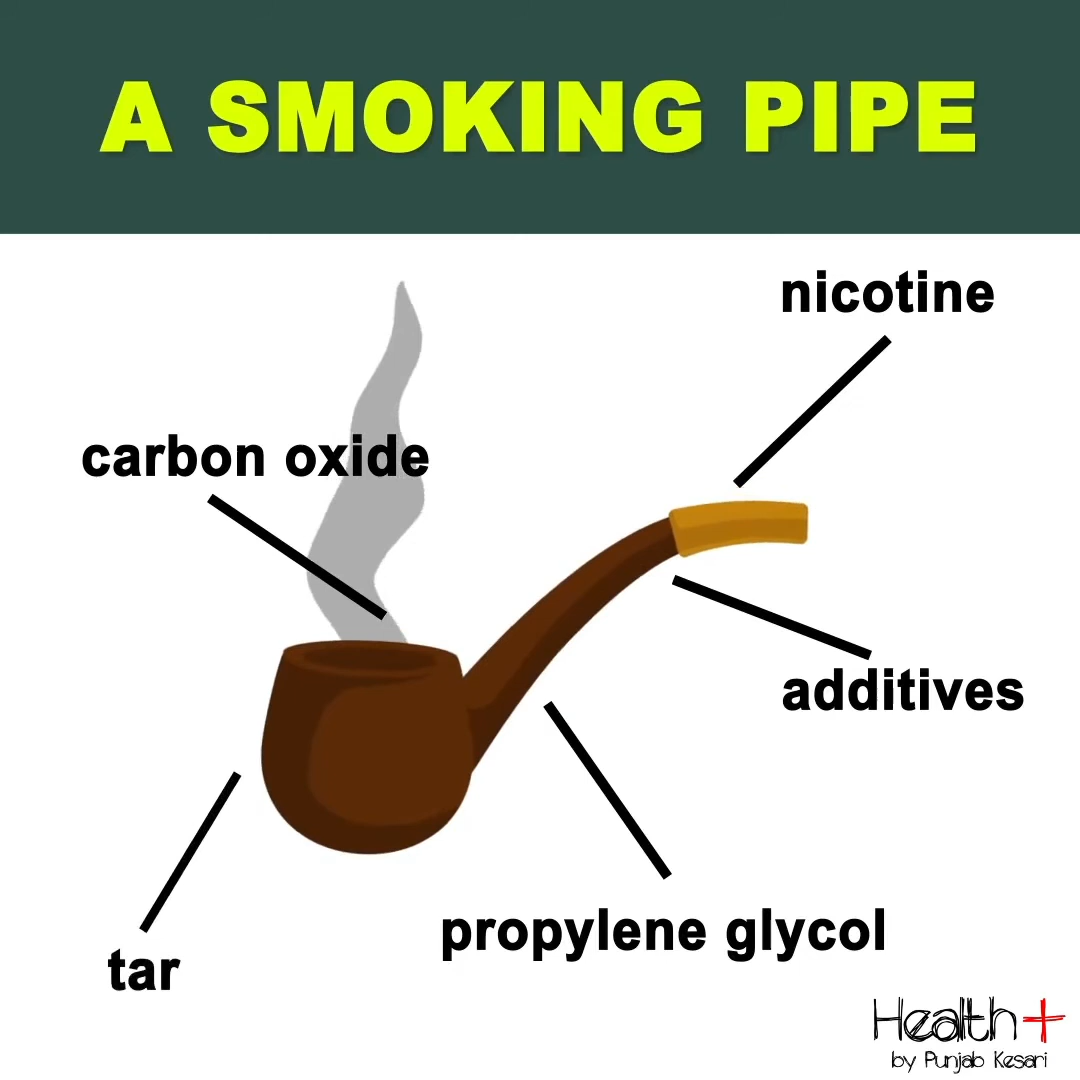 A SMOKING PIPE
nicotine
carbon oxide
additives
propylene glycol
tar
Health+
by Punjab Kesari